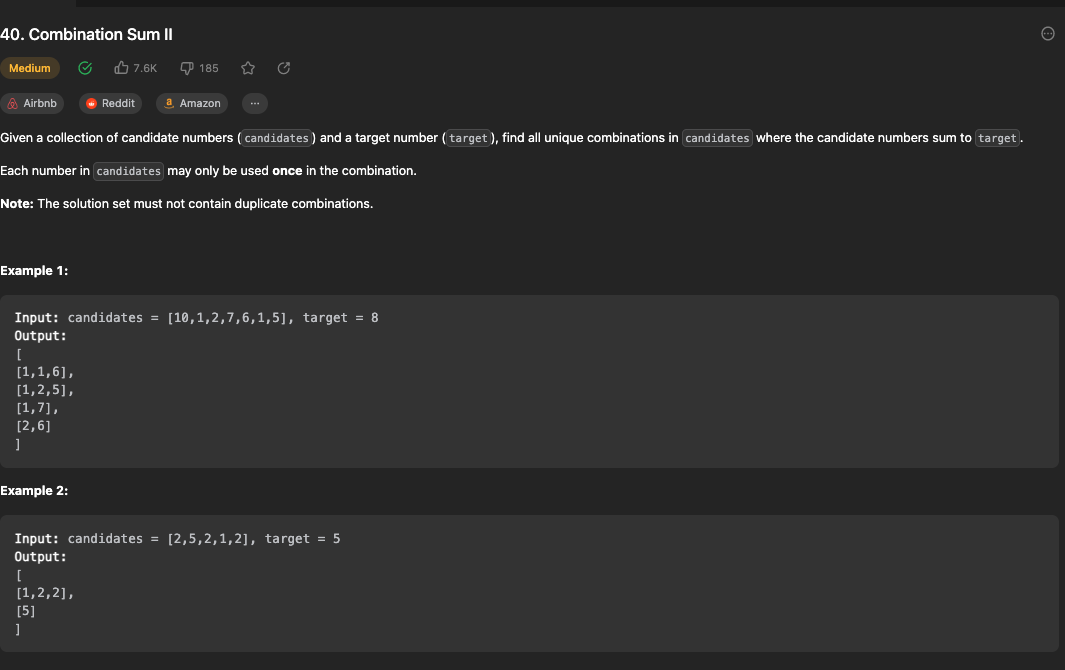 40. Combination Sum II
Medium 7.6K 185
Airbnb Reddit a Amazon ...
Given a collection of candidate numbers (candidates) and a target number (target), find all unique combinations in candidates where the candidate numbers sum to target.
Each number in candidates may only be used once in the combination.
Note: The solution set must not contain duplicate combinations.
Example 1:
Input: candidates = [10,1,2,7,6,1,5], target = 8
Output:
[
[1,1,6],
[1,2,5],
[1,7],
[2,6]
]
Example 2:
Input: candidates = [2,5,2,1,2], target = 5
Output:
[
[1,2,2],
[5]
]